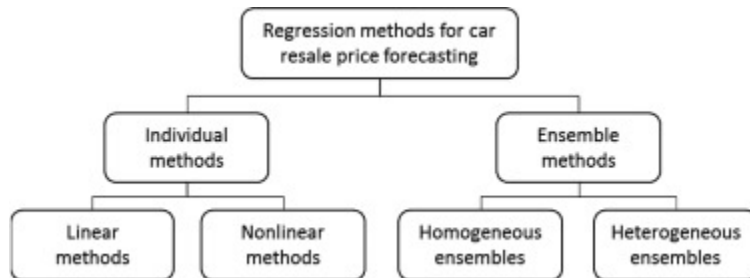 Regression methods for car
resale price forecasting
Individual
methods
Ensemble
methods
Linear
methods
Nonlinear
methods
Homogeneous
ensembles
Heterogeneous
ensembles